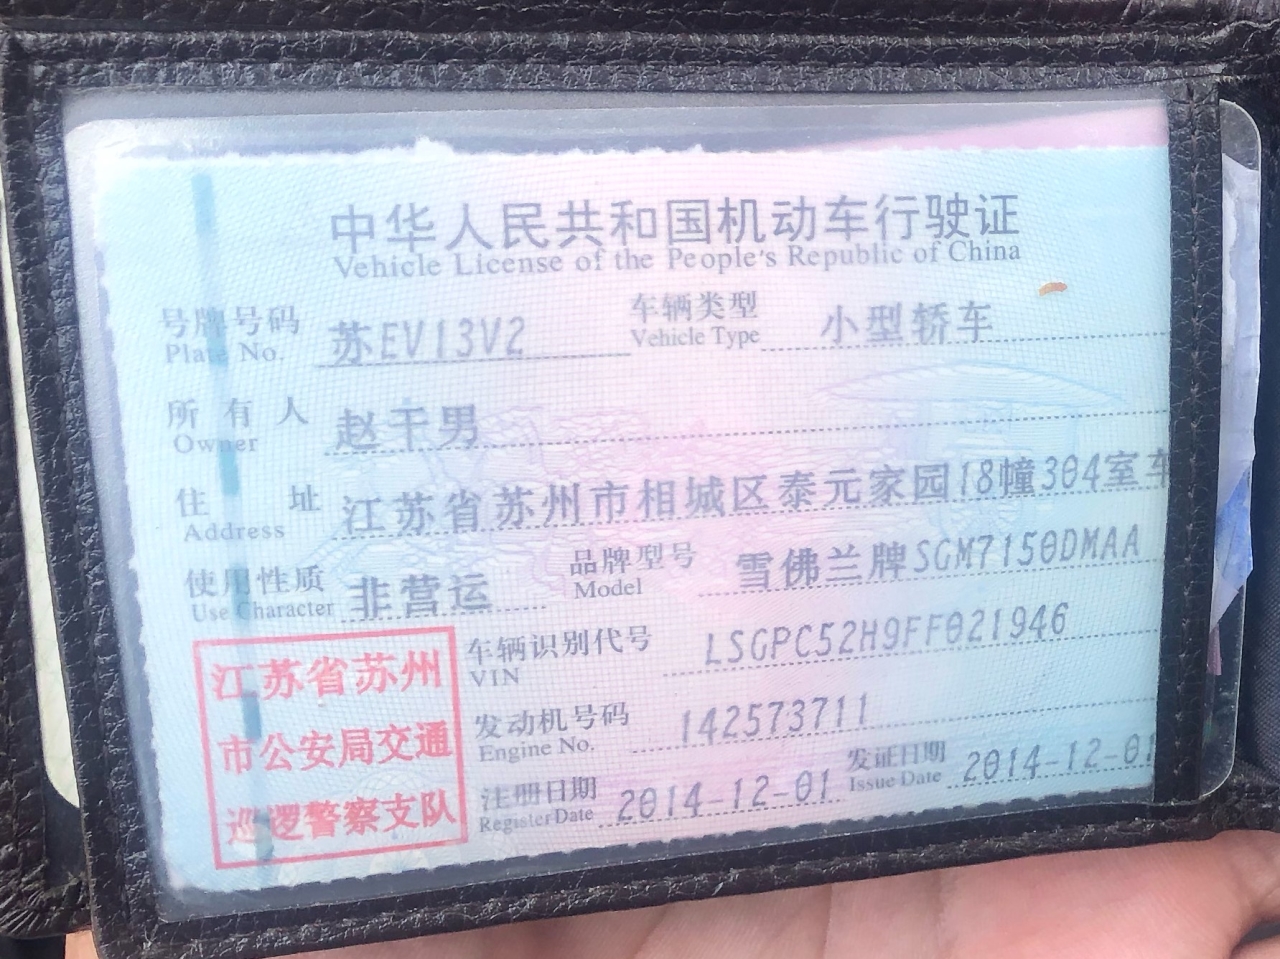 中华人民共和国机动车行驶证
Vehicle License of the People's Republic of China
号牌号码 苏EV13V2 车辆类型 小型轿车
Plate No. Vehicle Type
所有人 赵干男
Owner
住址 江苏省苏州市相城区泰元家园18幢304室车
Address
使用性质 非营运 品牌型号 雪佛兰牌SGM7150DMAA
Use Character Model
车辆识别代号 LSGPC52H9FF021946
VIN
发动机号码 142573711
Engine No.
注册日期 2014-12-01 发证日期 2014-12-01
Register Date Issue Date
江苏省苏州
市公安局交通
巡逻警察支队